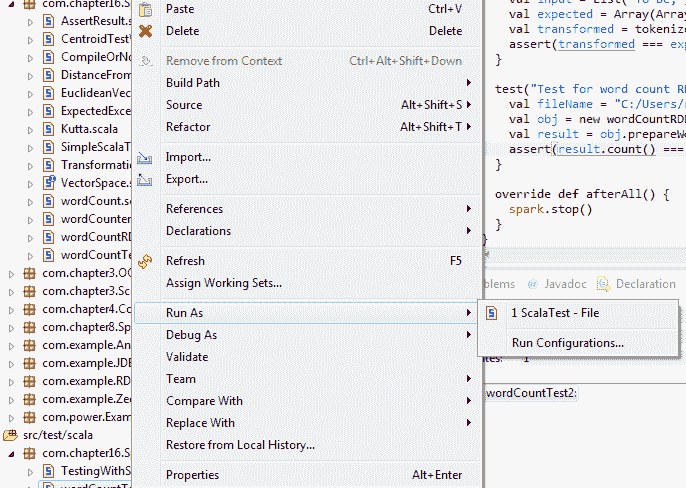 com.chapter16.S
AssertResult.s
CentroidTest
CompileOrNo
DistanceFrom
EuclideanVec
ExpectedExce
Kutta.scala
SimpleScalaT
Transformatio
VectorSpace.s
wordCount.sc
wordCounter
wordCountRD
wordCountTe
com.chapter3.OO
com.chapter3.Sc
com.chapter4.Co
com.chapter8.Sp
com.example.An
com.example.JDE
com.example.RD
com.example.Zee
com.power.Exam
src/test/scala
com.chapter16.S
TestingWithS
wordCountTe
Paste Ctrl+V
Delete Delete
Remove from Context Ctrl+Alt+Shift+Down
Build Path
Source Alt+Shift+S
Refactor Alt+Shift+T
Import...
Export...
References
Declarations
Refresh F5
Assign Working Sets...
Run As
Debug As
Validate
Team
Compare With
Replace With
Restore from Local History...
Properties Alt+Enter
1 ScalaTest - File
Run Configurations...
val input = List("To be,
val expected = Array(Array
val transformed = tokenize
assert(transformed === exp
}
test("Test for word count RD
val fileName = "C:/Users/r
val obj = new wordCountRDD
val result = obj.prepareWo
assert(result.count() ===
}
override def afterAll() {
spark.stop()
}
}
blems @ Javadoc Declaration
tes: 1
wordCountTest2: